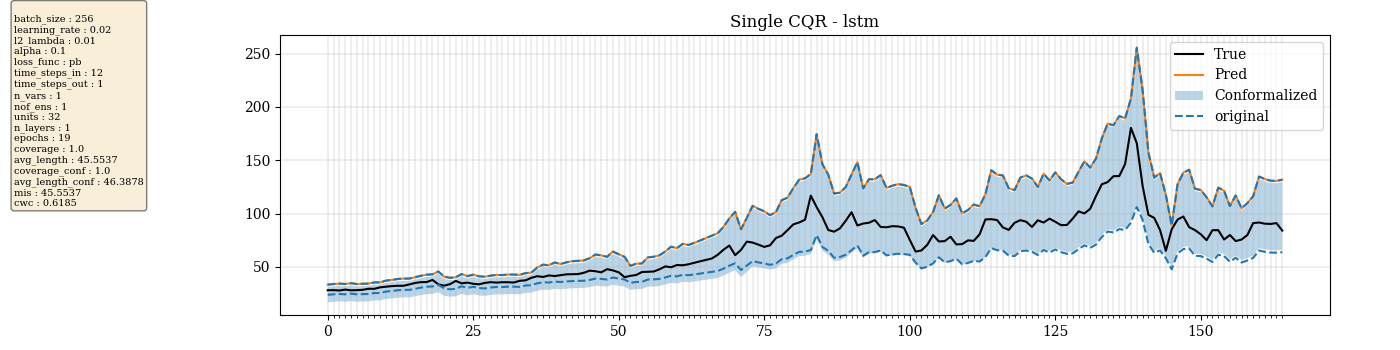 batch_size : 256
learning_rate : 0.02
l2_lambda : 0.01
alpha : 0.1
loss_func : pb
time_steps_in : 12
time_steps_out : 1
n_vars : 1
nof_ens : 1
units : 32
n_layers : 1
epochs : 19
coverage : 1.0
avg_length : 45.5537
coverage_conf : 1.0
avg_length_conf : 46.3878
mis : 45.5537
cwc : 0.6185
Single CQR - lstm
250
200
150
100
50
True
Pred
Conformalized
original
0 25 50 75 100 125 150